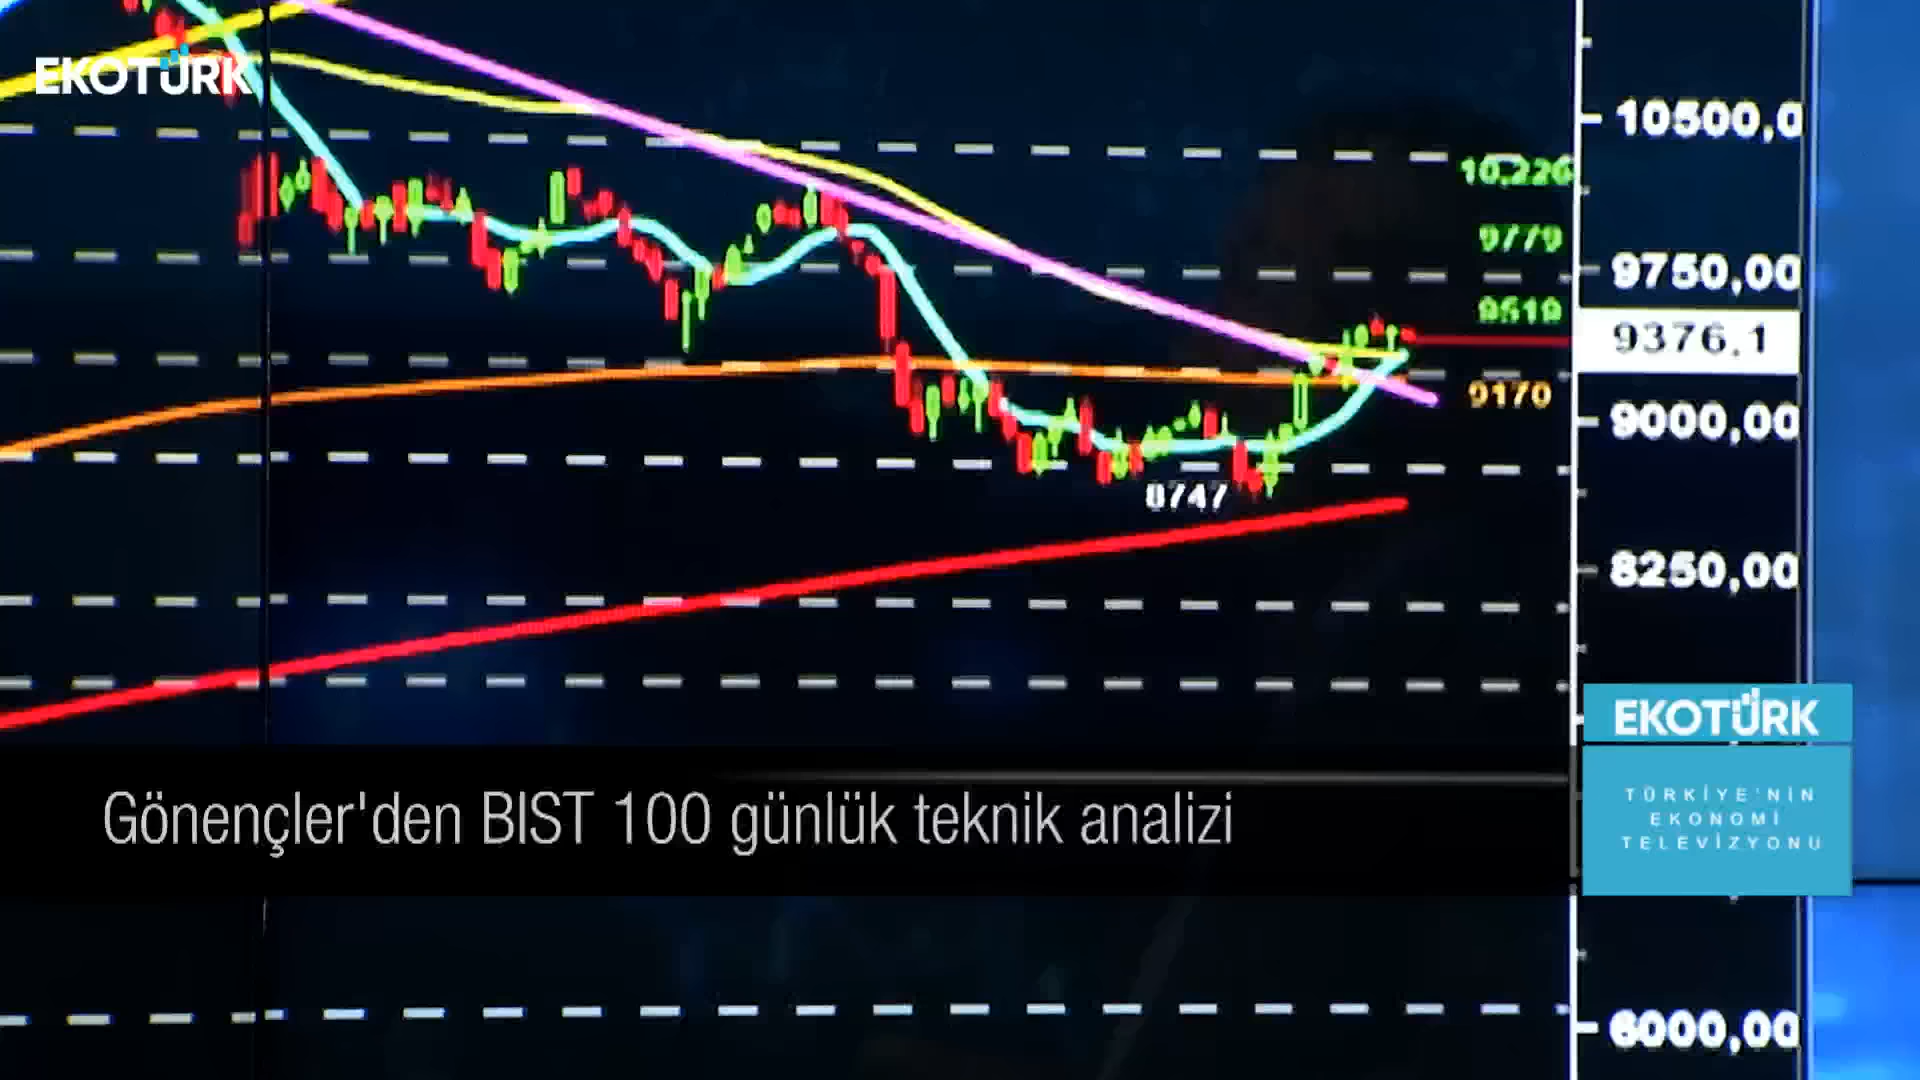 EKOTÜRK
10500,0
10,220
9779
9750,00
9519
9376.1
9170
9000,00
8747
8250,00
EKOTÜRK
TÜRKİYE'NİN
EKONOMİ
TELEVİZYONU
Gönençler'den BIST 100 günlük teknik analizi
6000,00